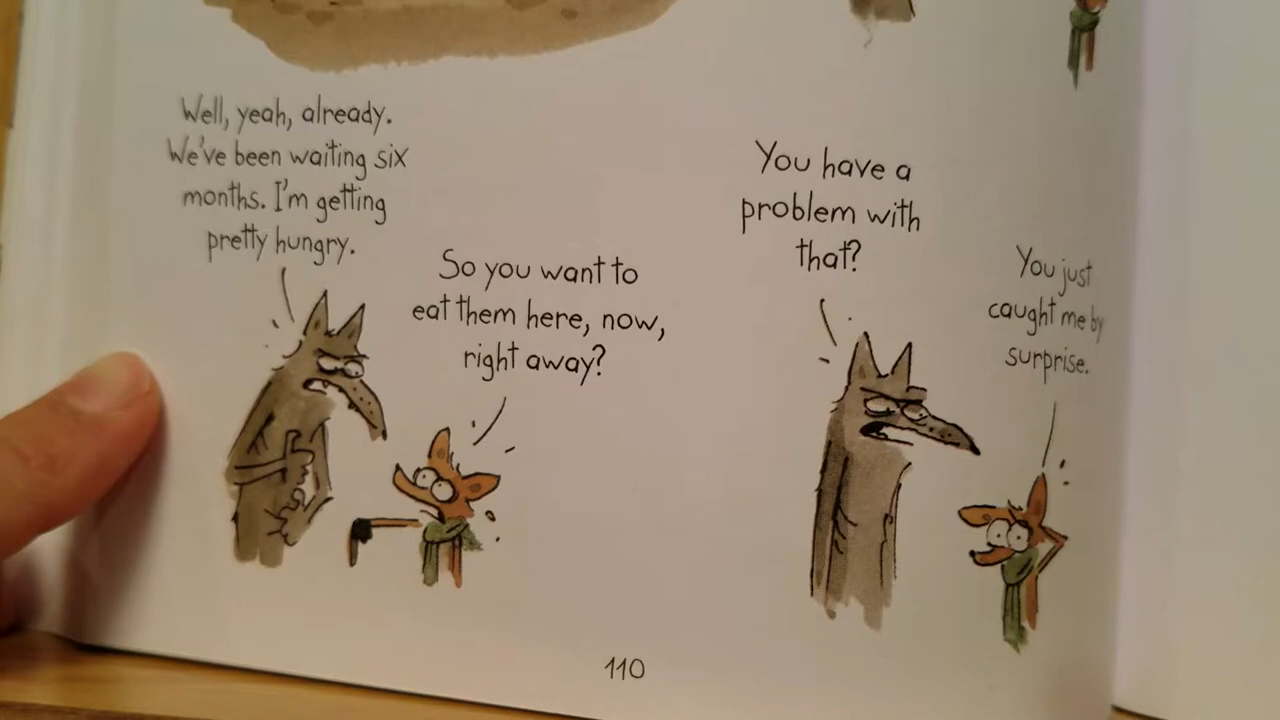 Well, yeah, already.
We've been waiting six
months. I'm getting
pretty hungry.
So you want to
eat them here, now,
right away?
You have a
problem with
that?
You just
caught me by
surprise.
110